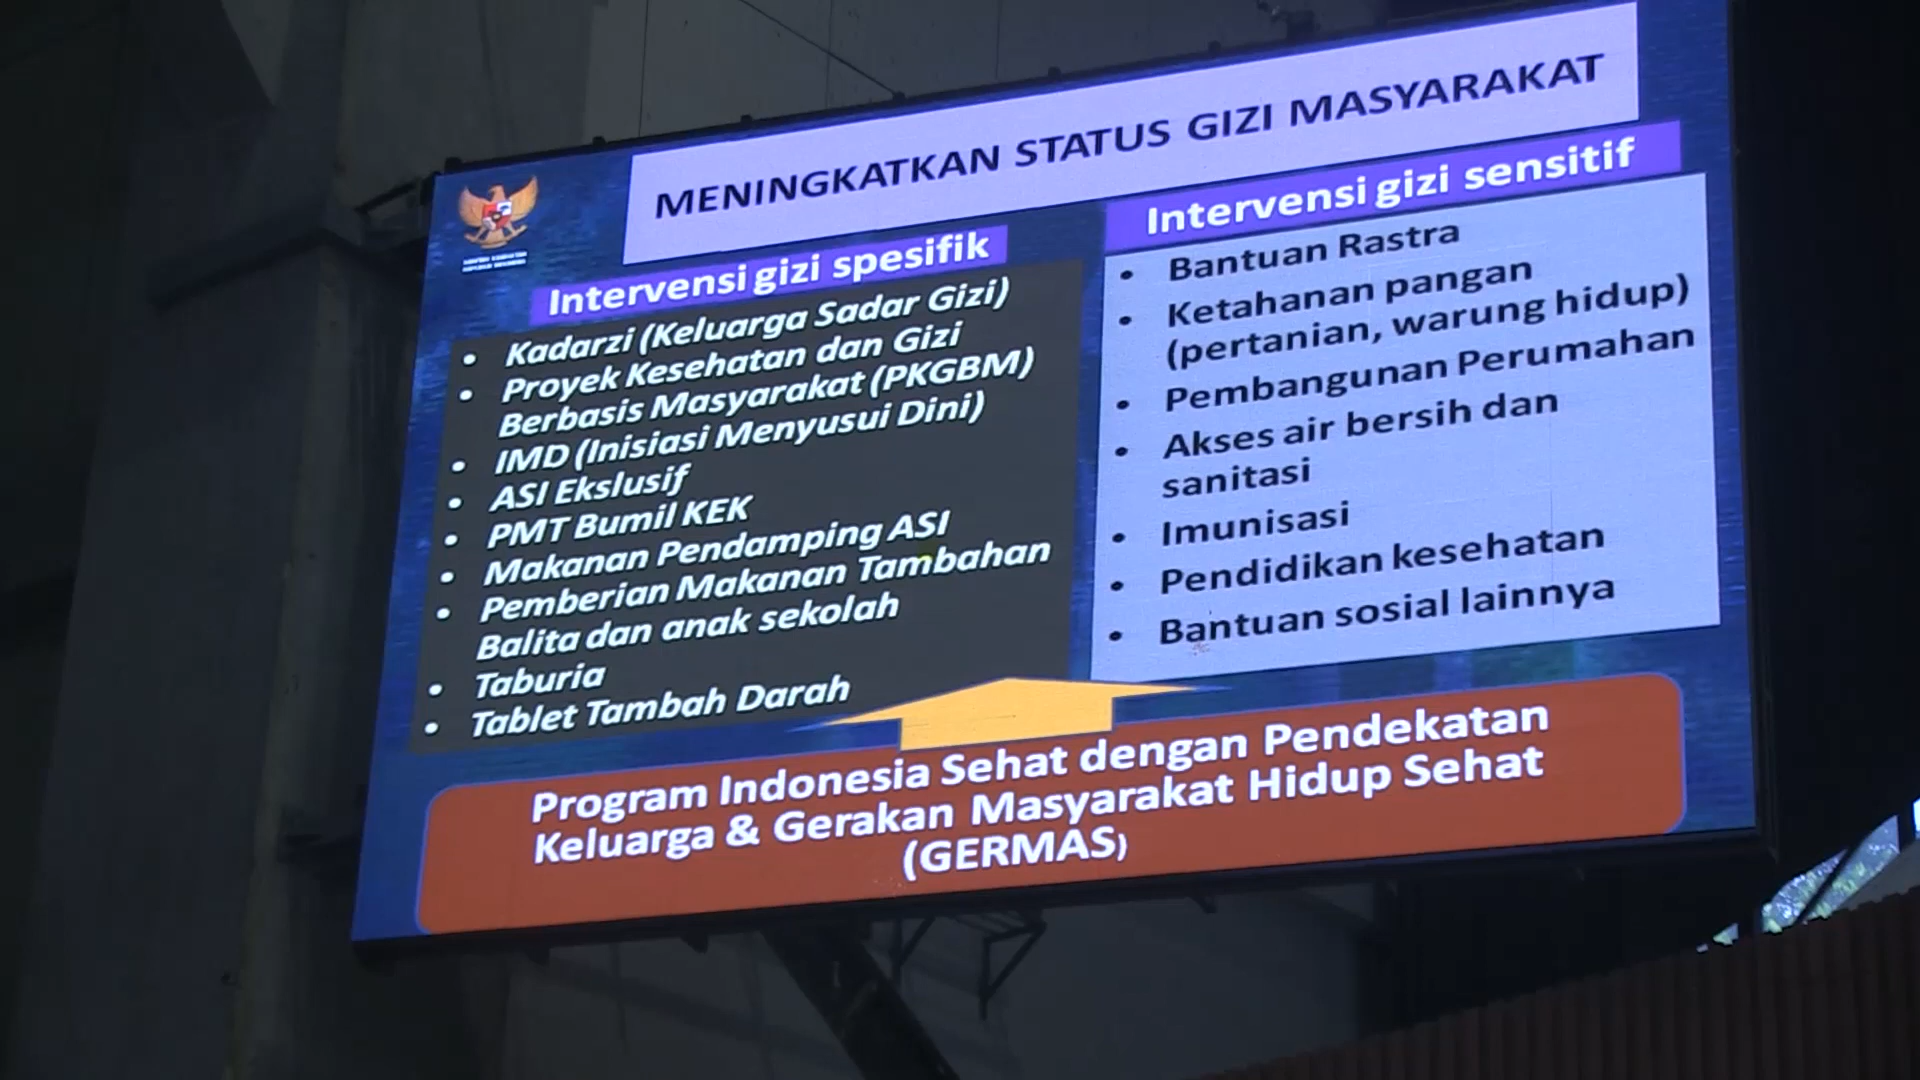 MENINGKATKAN STATUS GIZI MASYARAKAT
Intervensi gizi spesifik
• Kadarzi (Keluarga Sadar Gizi)
• Proyek Kesehatan dan Gizi
Berbasis Masyarakat (PKGBM)
• IMD (Inisiasi Menyusui Dini)
• ASI Ekslusif
• PMT Bumil KEK
• Makanan Pendamping ASI
• Pemberian Makanan Tambahan
Balita dan anak sekolah
• Taburia
• Tablet Tambah Darah
Intervensi gizi sensitif
• Bantuan Rastra
• Ketahanan pangan
(pertanian, warung hidup)
• Pembangunan Perumahan
• Akses air bersih dan
sanitasi
• Imunisasi
• Pendidikan kesehatan
• Bantuan sosial lainnya
Program Indonesia Sehat dengan Pendekatan
Keluarga & Gerakan Masyarakat Hidup Sehat
(GERMAS)